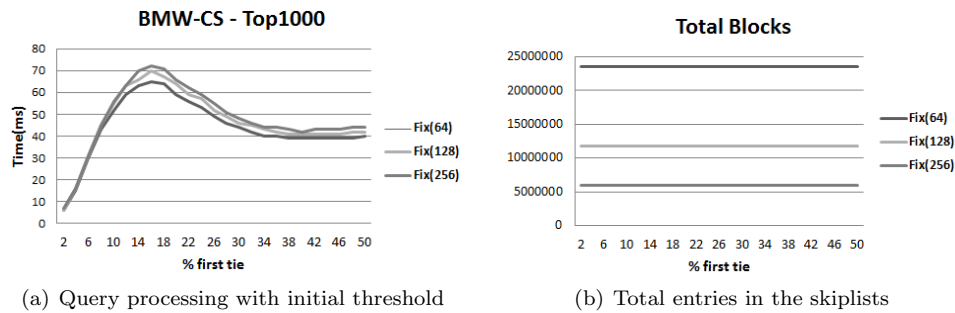 BMW-CS - Top1000
80
70
60
50
40
30
20
10
0
Time(ms)
2 6 10 14 18 22 26 30 34 38 42 46 50
% first tie
Fix(64)
Fix(128)
Fix(256)
(a) Query processing with initial threshold
Total Blocks
25000000
20000000
15000000
10000000
5000000
0
2 6 10 14 18 22 26 30 34 38 42 46 50
% first tie
Fix(64)
Fix(128)
Fix(256)
(b) Total entries in the skiplists